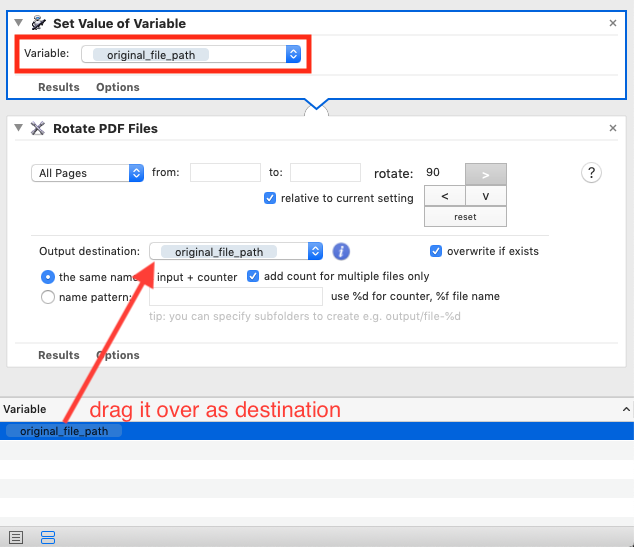 Set Value of Variable
Variable: original_file_path
Results Options
Rotate PDF Files
All Pages from: to: rotate: 90 >
relative to current setting < v
reset
?
Output destination: original_file_path i overwrite if exists
the same name input + counter add count for multiple files only
name pattern: use %d for counter, %f file name
tip: you can specify subfolders to create e.g. output/file-%d
Results Options
Variable
drag it over as destination
original_file_path